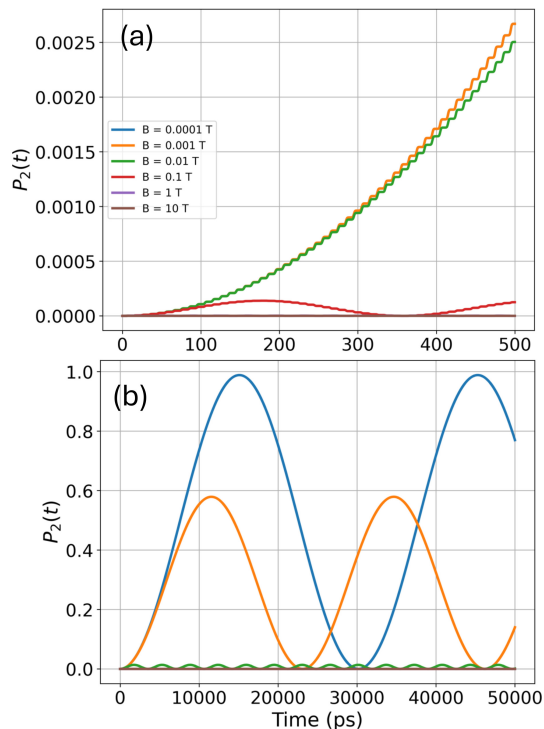 (a)
0.0025
0.0020
0.0015
0.0010
0.0005
0.0000
P₂(t)
B = 0.0001 T
B = 0.001 T
B = 0.01 T
B = 0.1 T
B = 1 T
B = 10 T
0 100 200 300 400 500
(b)
1.0
0.8
0.6
0.4
0.2
0.0
P₂(t)
0 10000 20000 30000 40000 50000
Time (ps)